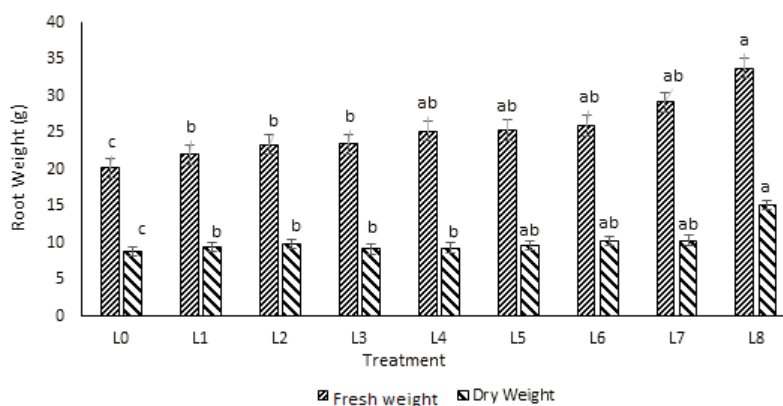 40
35
30
25
20
15
10
5
0
Root Weight (g)
c b b b ab ab ab ab a
c b b b b ab ab ab a
L0 L1 L2 L3 L4 L5 L6 L7 L8
Treatment
Fresh weight Dry Weight